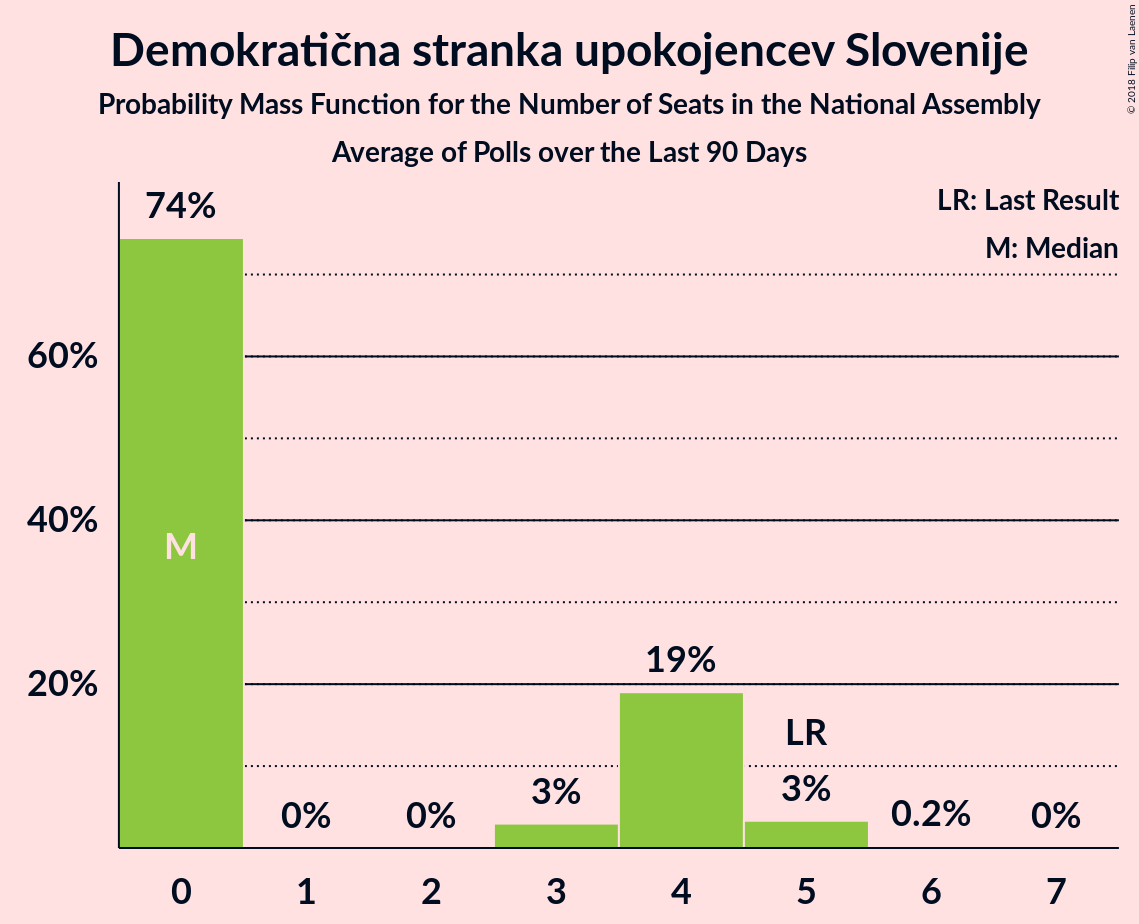 Demokratična stranka upokojencev Slovenije
Probability Mass Function for the Number of Seats in the National Assembly
Average of Polls over the Last 90 Days
© 2018 Filip van Laenen
LR: Last Result
M: Median
74%
60%
40%
20%
M
0%
0%
3%
19%
LR
3%
0.2%
0%
0 1 2 3 4 5 6 7